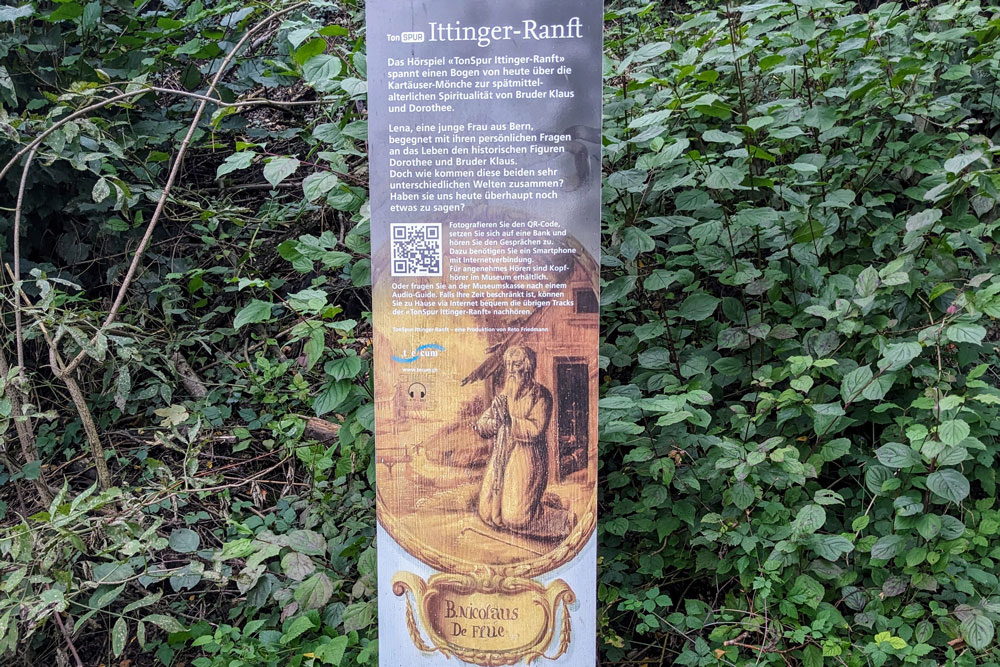 Ton SPUR Ittinger-Ranft
Das Hörspiel «TonSpur Ittinger-Ranft»
spannt einen Bogen von heute über die
Kartäuser-Mönche zur spätmittel-
alterlichen Spiritualität von Bruder Klaus
und Dorothee.
Lena, eine junge Frau aus Bern,
begegnet mit ihren persönlichen Fragen
an das Leben den historischen Figuren
Dorothee und Bruder Klaus.
Doch wie kommen diese beiden sehr
unterschiedlichen Welten zusammen?
Haben sie uns heute überhaupt noch
etwas zu sagen?
Fotografieren Sie den QR-Code,
setzen Sie sich auf eine Bank und
hören Sie den Gesprächen zu.
Dazu benötigen Sie ein Smartphone
mit Internetverbindung.
Für angenehmes Hören sind Kopf-
hörer im Museum erhältlich.
Oder fragen Sie an der Museumskasse nach einem
Audio-Guide. Falls Ihre Zeit beschränkt ist, können
Sie zu Hause via Internet bequem die übrigen Tracks
der «TonSpur Ittinger-Ranft» nachhören.
TonSpur Ittinger-Ranft – eine Produktion von Reto Friedmann
tecum
www.tecum.ch
B. Nicolaus
De Flüe